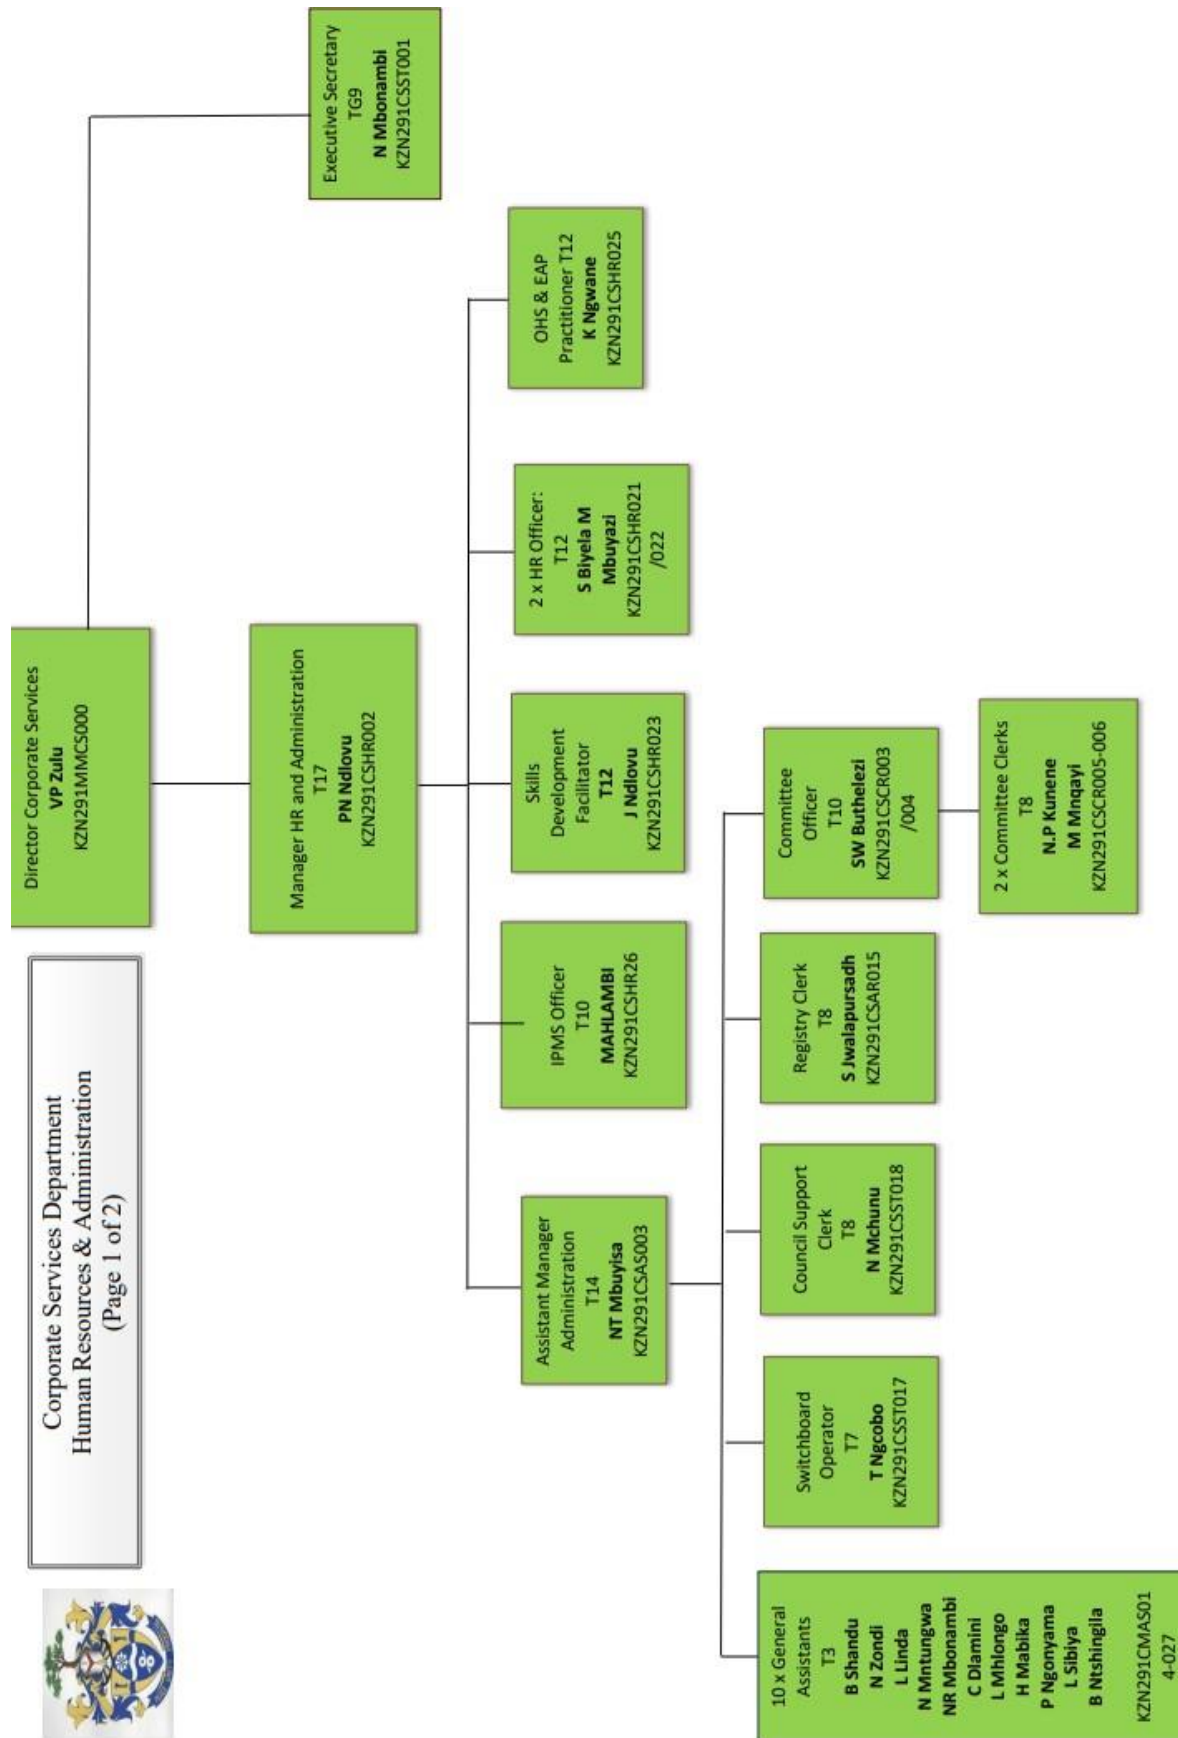 Corporate Services Department
Human Resources & Administration
(Page 1 of 2)
Director Corporate Services
VP Zulu
KZN291MMCS000
Executive Secretary
TG9
N Mbonambi
KZN291CSST001
Manager HR and Administration
T17
PN Ndlovu
KZN291CSHR002
Assistant Manager
Administration
T14
NT Mbuyisa
KZN291CSAS003
IPMS Officer
T10
MAHLAMBI
KZN291CSHR26
Skills
Development
Facilitator
T12
J Ndlovu
KZN291CSHR023
2 x HR Officer:
T12
S Biyela M
Mbuyazi
KZN291CSHR021
/022
OHS & EAP
Practitioner T12
K Ngwane
KZN291CSHR025
10 x General
Assistants
T3
B Shandu
N Zondi
L Linda
N Mntungwa
NR Mbonambi
C Dlamini
L Mhlongo
H Mabika
P Ngonyama
L Sibiya
B Ntshingila
KZN291CMAS01
4-027
Switchboard
Operator
T7
T Ngcobo
KZN291CSST017
Council Support
Clerk
T8
N Mchunu
KZN291CSST018
Registry Clerk
T8
S Jwalapursadh
KZN291CSAR015
Committee
Officer
T10
SW Buthelezi
KZN291CSCR003
/004
2 x Committee Clerks
T8
N.P Kunene
M Mnqayi
KZN291CSCR005-006